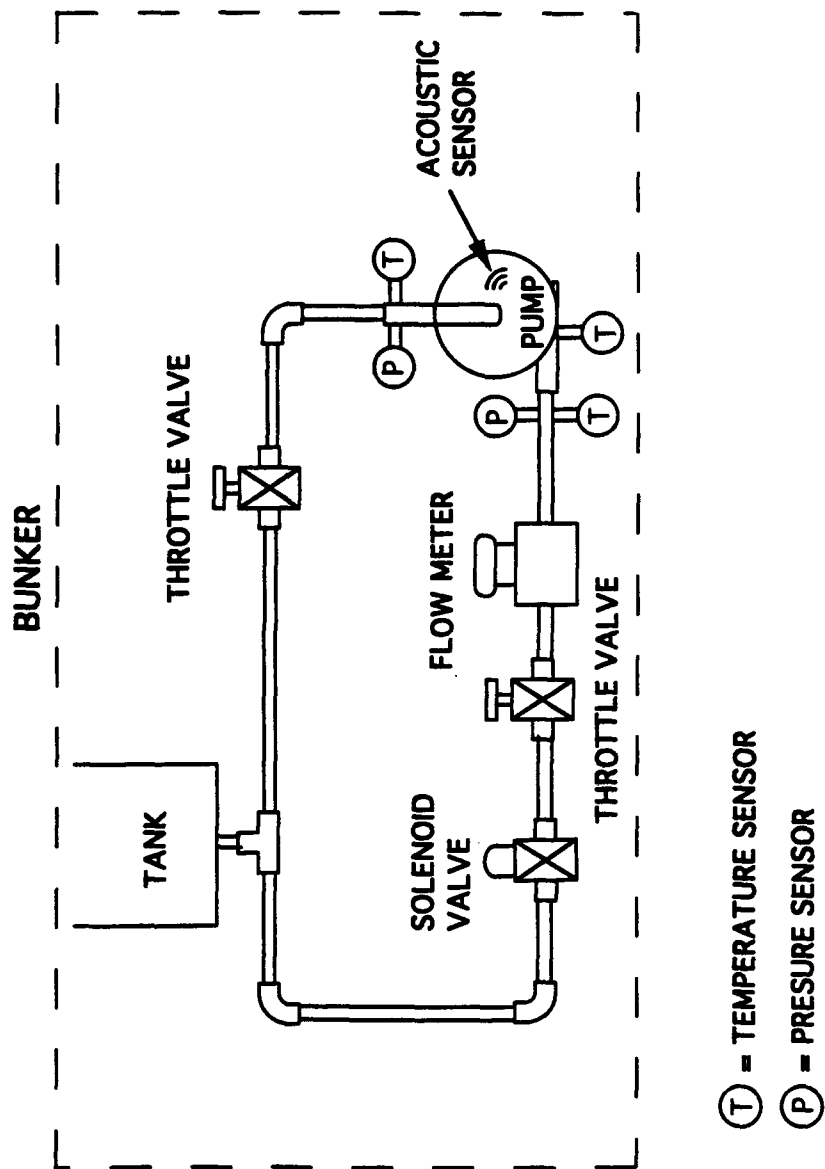 BUNKER
TANK
THROTTLE VALVE
P
T
ACOUSTIC
SENSOR
PUMP
SOLENOID
VALVE
FLOW METER
P
T
T
THROTTLE VALVE
T = TEMPERATURE SENSOR
P = PRESURE SENSOR